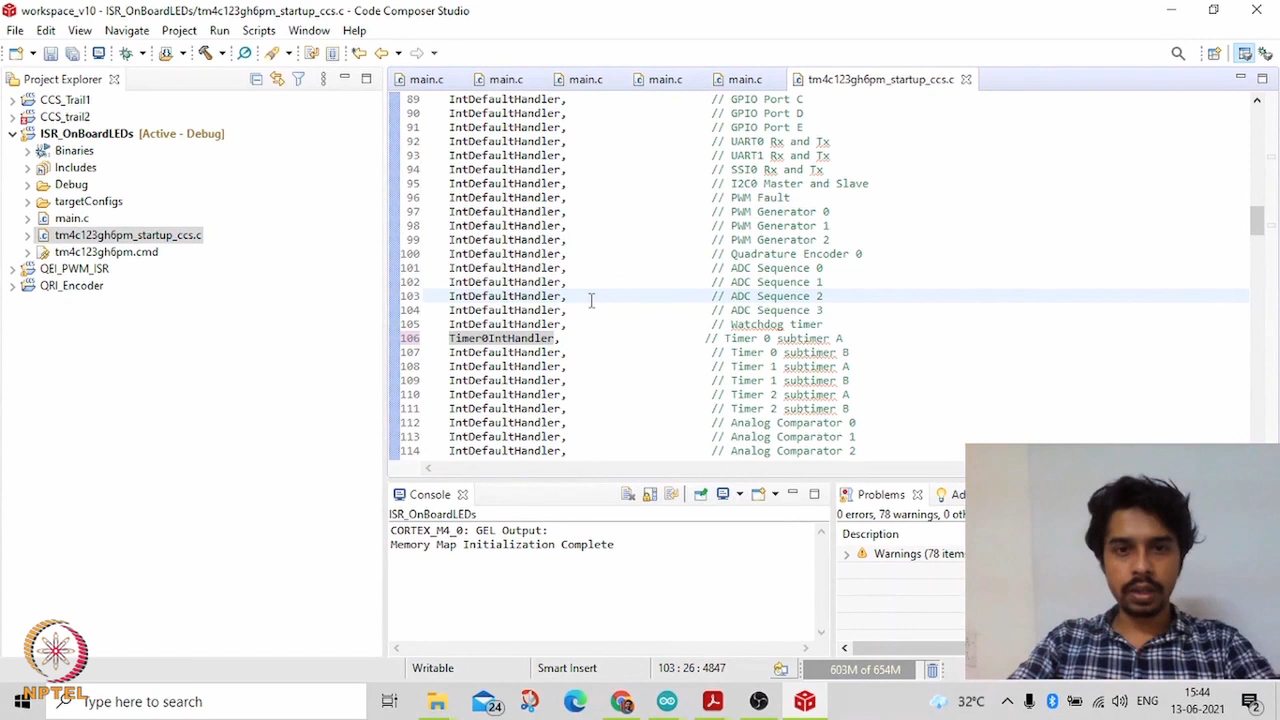 workspace_v10 - ISR_OnBoardLEDs/tm4c123gh6pm_startup_ccs.c - Code Composer Studio
File Edit View Navigate Project Run Scripts Window Help
Project Explorer
main.c main.c main.c main.c main.c tm4c123gh6pm_startup_ccs.c
CCS_Trail1
CCS_trail2
ISR_OnBoardLEDs [Active - Debug]
Binaries
Includes
Debug
targetConfigs
main.c
tm4c123gh6pm_startup_ccs.c
tm4c123gh6pm.cmd
QEI_PWM_ISR
QRI_Encoder
89 IntDefaultHandler, // GPIO Port C
90 IntDefaultHandler, // GPIO Port D
91 IntDefaultHandler, // GPIO Port E
92 IntDefaultHandler, // UART0 Rx and Tx
93 IntDefaultHandler, // UART1 Rx and Tx
94 IntDefaultHandler, // SSI0 Rx and Tx
95 IntDefaultHandler, // I2C0 Master and Slave
96 IntDefaultHandler, // PWM Fault
97 IntDefaultHandler, // PWM Generator 0
98 IntDefaultHandler, // PWM Generator 1
99 IntDefaultHandler, // PWM Generator 2
100 IntDefaultHandler, // Quadrature Encoder 0
101 IntDefaultHandler, // ADC Sequence 0
102 IntDefaultHandler, // ADC Sequence 1
103 IntDefaultHandler, // ADC Sequence 2
104 IntDefaultHandler, // ADC Sequence 3
105 IntDefaultHandler, // Watchdog timer
106 Timer0IntHandler, // Timer 0 subtimer A
107 IntDefaultHandler, // Timer 0 subtimer B
108 IntDefaultHandler, // Timer 1 subtimer A
109 IntDefaultHandler, // Timer 1 subtimer B
110 IntDefaultHandler, // Timer 2 subtimer A
111 IntDefaultHandler, // Timer 2 subtimer B
112 IntDefaultHandler, // Analog Comparator 0
113 IntDefaultHandler, // Analog Comparator 1
114 IntDefaultHandler, // Analog Comparator 2
Console
ISR_OnBoardLEDs
CORTEX_M4_0: GEL Output:
Memory Map Initialization Complete
Problems Ad
0 errors, 78 warnings, 0 oth
Description
Warnings (78 item
Writable Smart Insert 103 : 26 : 4847 603M of 654M
NPTEL
Type here to search
24
32°C
ENG
15:44
13-06-2021
2